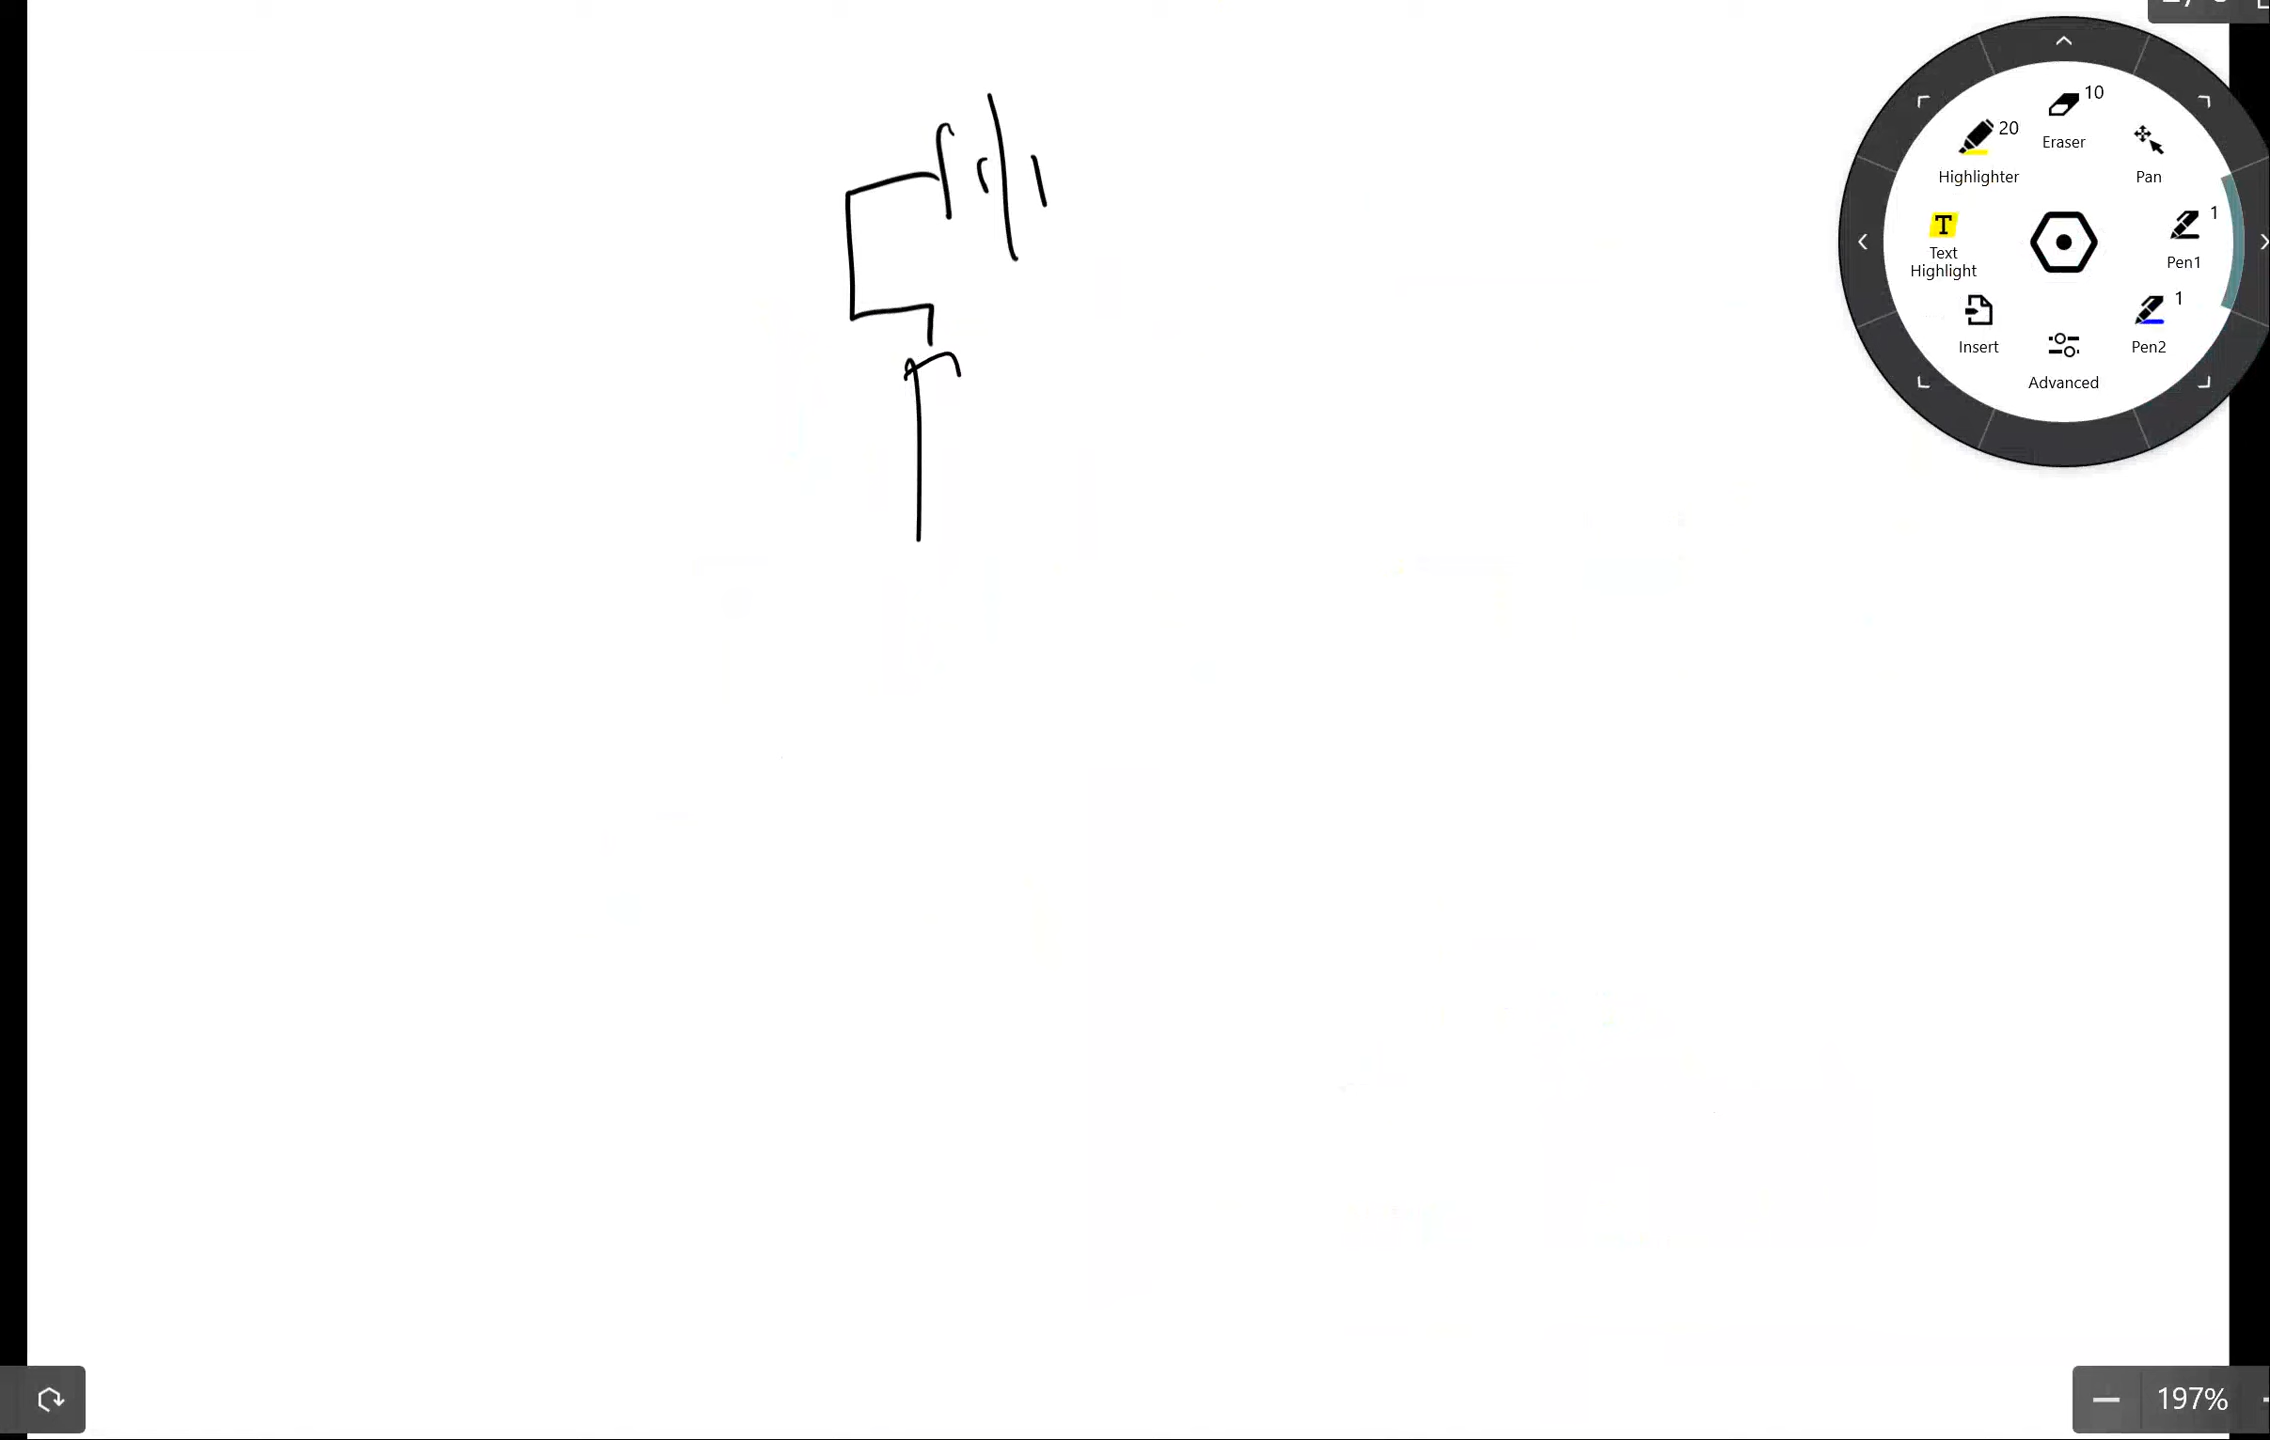 10
20
Eraser
Highlighter
Pan
1
T
Text
Highlight
Pen1
1
Insert
Pen2
Advanced
197%